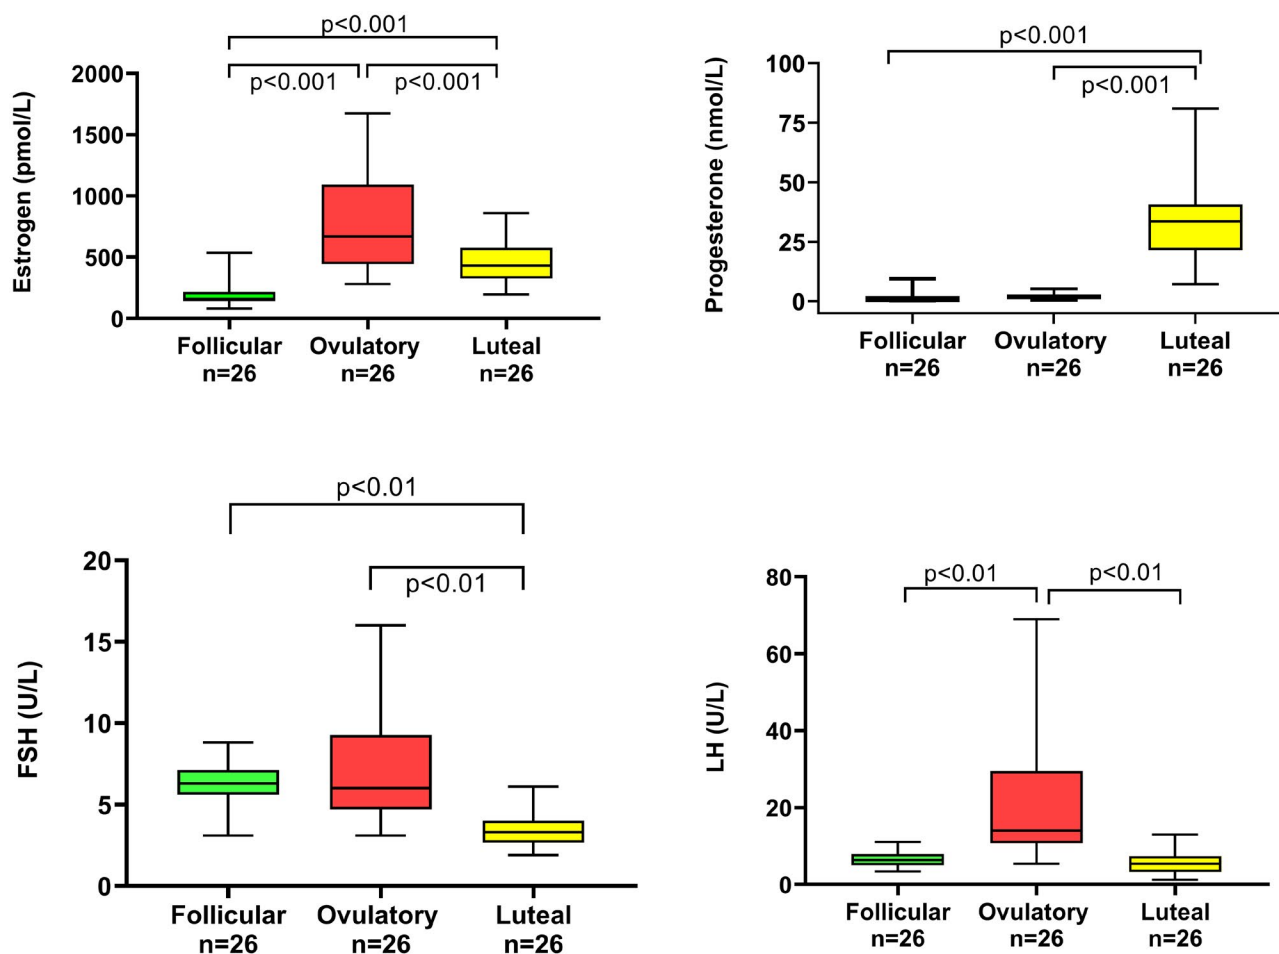 p<0.001
p<0.001 p<0.001
Estrogen (pmol/L)
2000
1500
1000
500
0
Follicular Ovulatory Luteal
n=26 n=26 n=26
p<0.001
p<0.001
Progesterone (nmol/L)
100
75
50
25
0
Follicular Ovulatory Luteal
n=26 n=26 n=26
p<0.01
p<0.01
FSH (U/L)
20
15
10
5
0
Follicular Ovulatory Luteal
n=26 n=26 n=26
p<0.01 p<0.01
LH (U/L)
80
60
40
20
0
Follicular Ovulatory Luteal
n=26 n=26 n=26